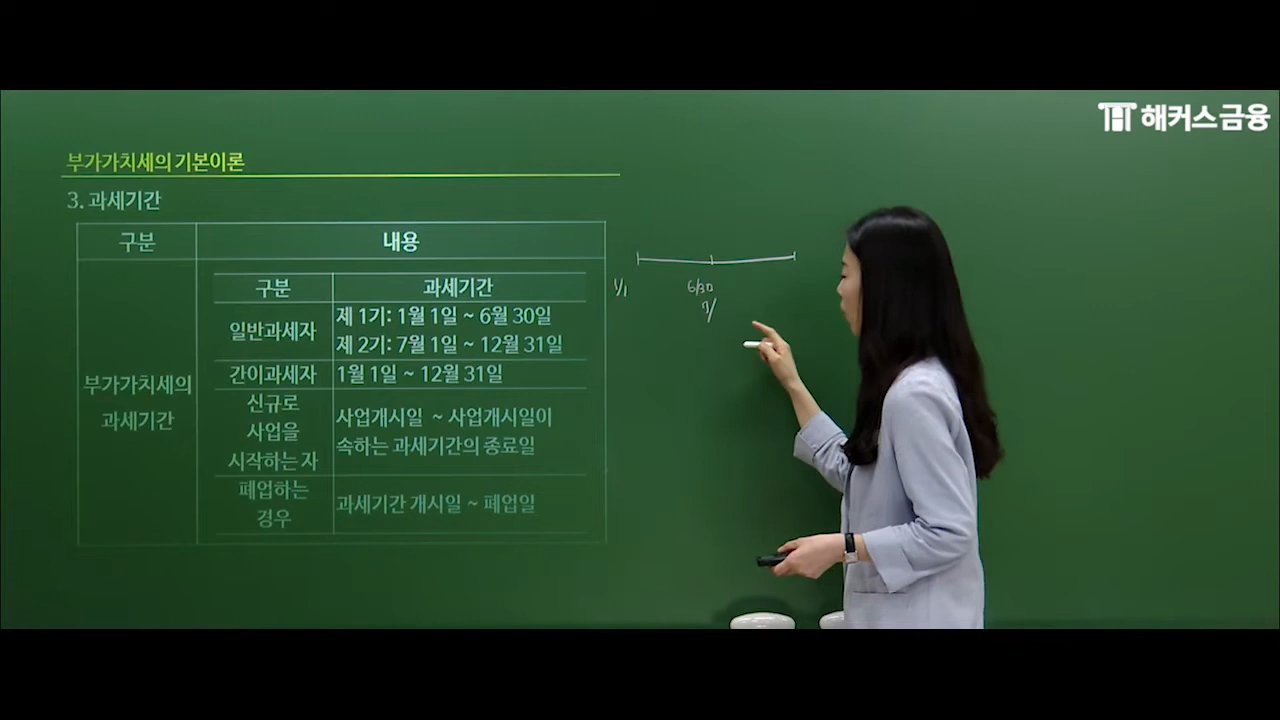 해커스금융
부가가치세의 기본이론
3. 과세기간
구분 내용
부가가치세의
과세기간
구분 과세기간
일반과세자
제 1기: 1월 1일 ~ 6월 30일
제 2기: 7월 1일 ~ 12월 31일
간이과세자 1월 1일 ~ 12월 31일
신규로
사업을
시작하는 자
사업개시일 ~ 사업개시일이
속하는 과세기간의 종료일
폐업하는
경우
과세기간 개시일 ~ 폐업일
1/1 6/30
7/